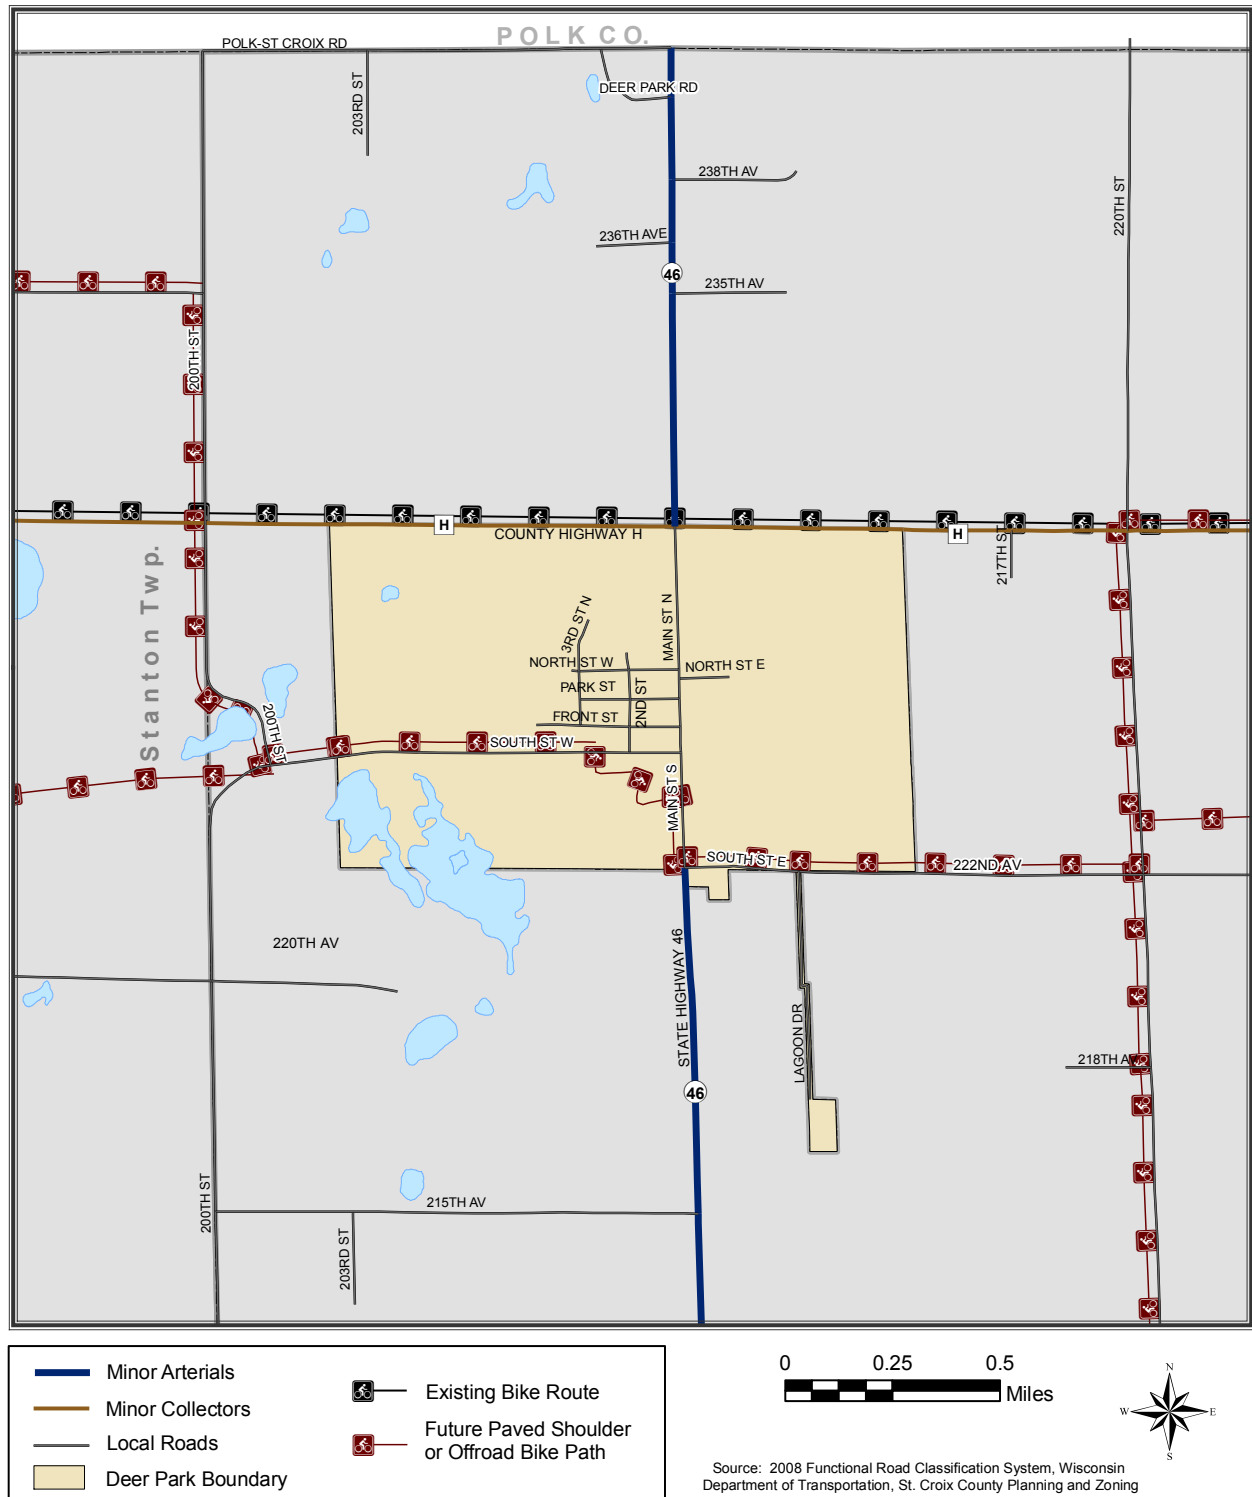 POLK CO.
POLK-ST CROIX RD
203RD ST
DEER PARK RD
238TH AV
220TH ST
236TH AVE
46
235TH AV
200TH ST
H
COUNTY HIGHWAY H
H
217TH ST
Stanton Twp.
3RD ST N
MAIN ST N
NORTH ST W
NORTH ST E
PARK ST
2ND ST
FRONT ST
200TH ST
SOUTH ST W
MAIN ST S
SOUTH ST E
222ND AV
220TH AV
STATE HIGHWAY 46
LAGOON DR
218TH AV
46
200TH ST
215TH AV
203RD ST
Minor Arterials
Minor Collectors
Local Roads
Deer Park Boundary
Existing Bike Route
Future Paved Shoulder
or Offroad Bike Path
0 0.25 0.5
Miles
N
W E
S
Source: 2008 Functional Road Classification System, Wisconsin
Department of Transportation, St. Croix County Planning and Zoning